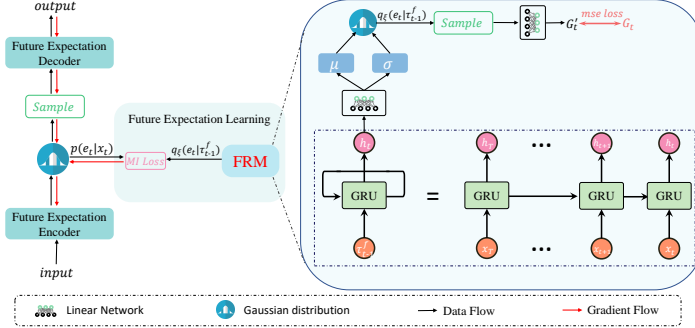 output
Future Expectation
Decoder
Sample
p(e_t|x_t)
Future Expectation
Encoder
input
Future Expectation Learning
MI Loss
q_ξ(e_t|τ^f_{t-1})
FRM
q_ξ(e_t|τ^f_{t-1})
Sample
G'_t
mse loss
G_t
μ
σ
h_t
GRU
τ^f_{t-1}
=
h_T
...
h_{t+1}
h_t
GRU
GRU
GRU
x_T
...
x_{t+1}
x_t
Linear Network
Gaussian distribution
Data Flow
Gradient Flow